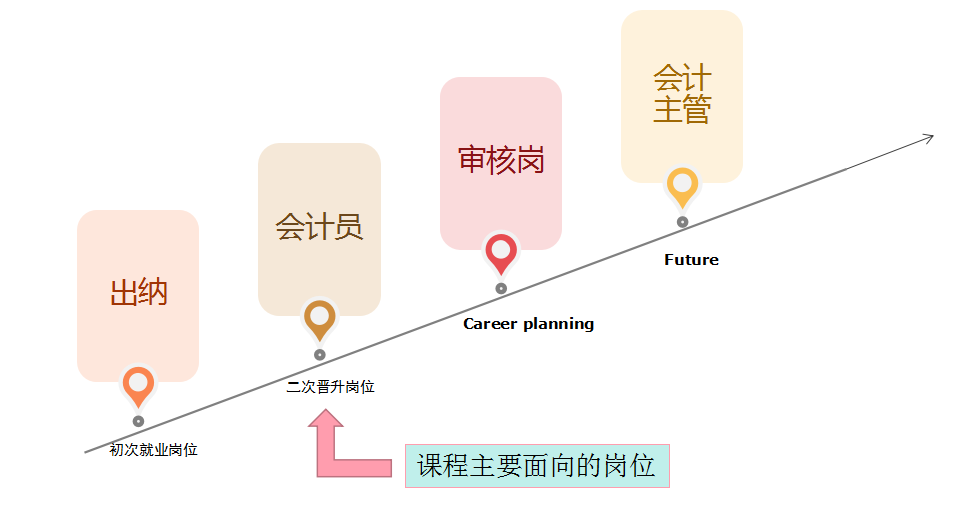 会计
主管
审核岗
会计员
出纳
Future
Career planning
二次晋升岗位
初次就业岗位
课程主要面向的岗位